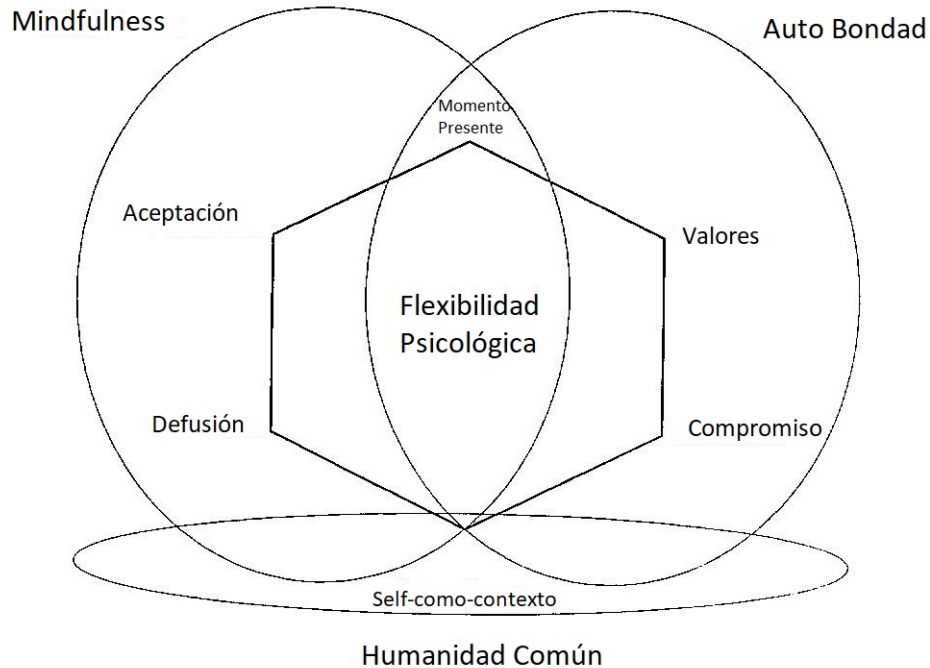 Mindfulness
Auto Bondad
Momento
Presente
Aceptación
Valores
Flexibilidad
Psicológica
Defusión
Compromiso
Self-como-contexto
Humanidad Común